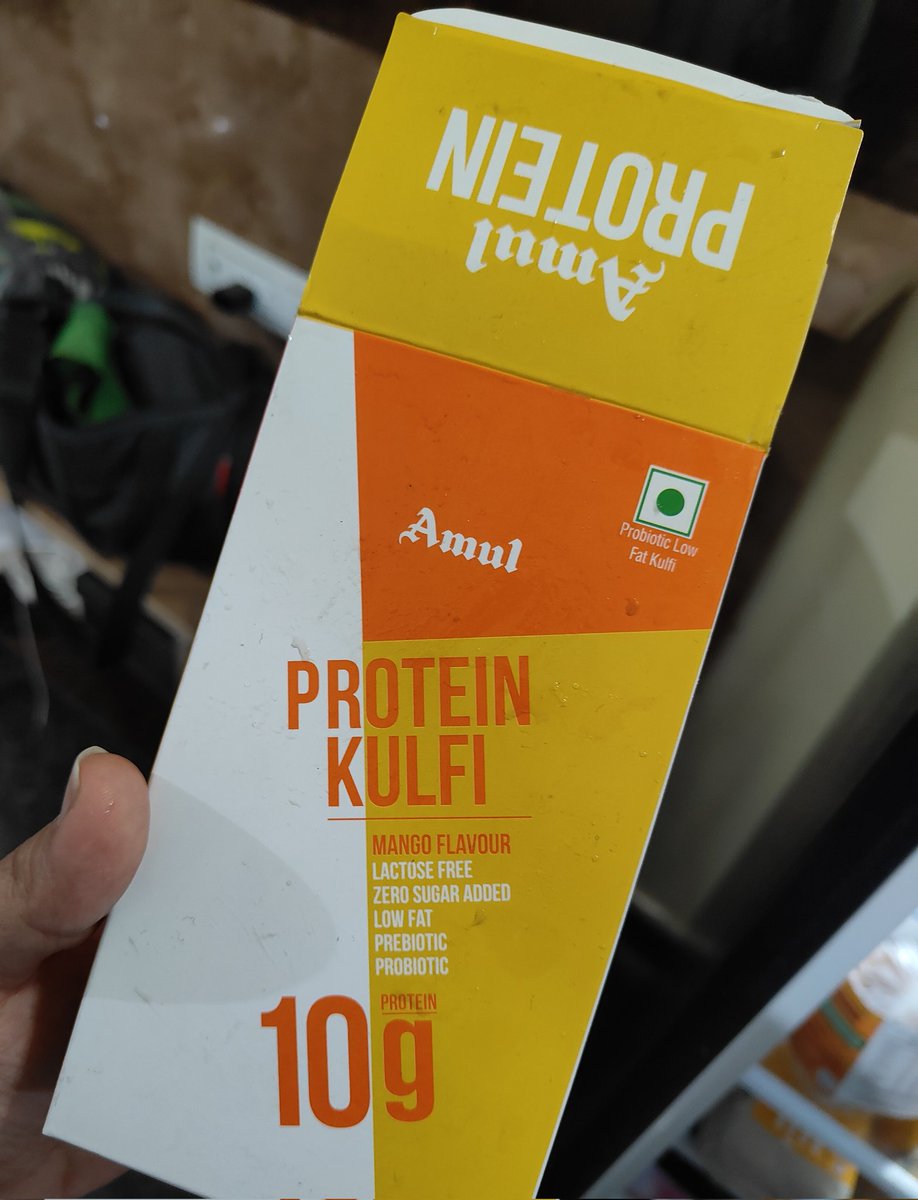 Amul
PROTEIN
Amul
Probiotic Low
Fat Kulfi
PROTEIN
KULFI
MANGO FLAVOUR
LACTOSE FREE
ZERO SUGAR ADDED
LOW FAT
PREBIOTIC
PROBIOTIC
PROTEIN
10g